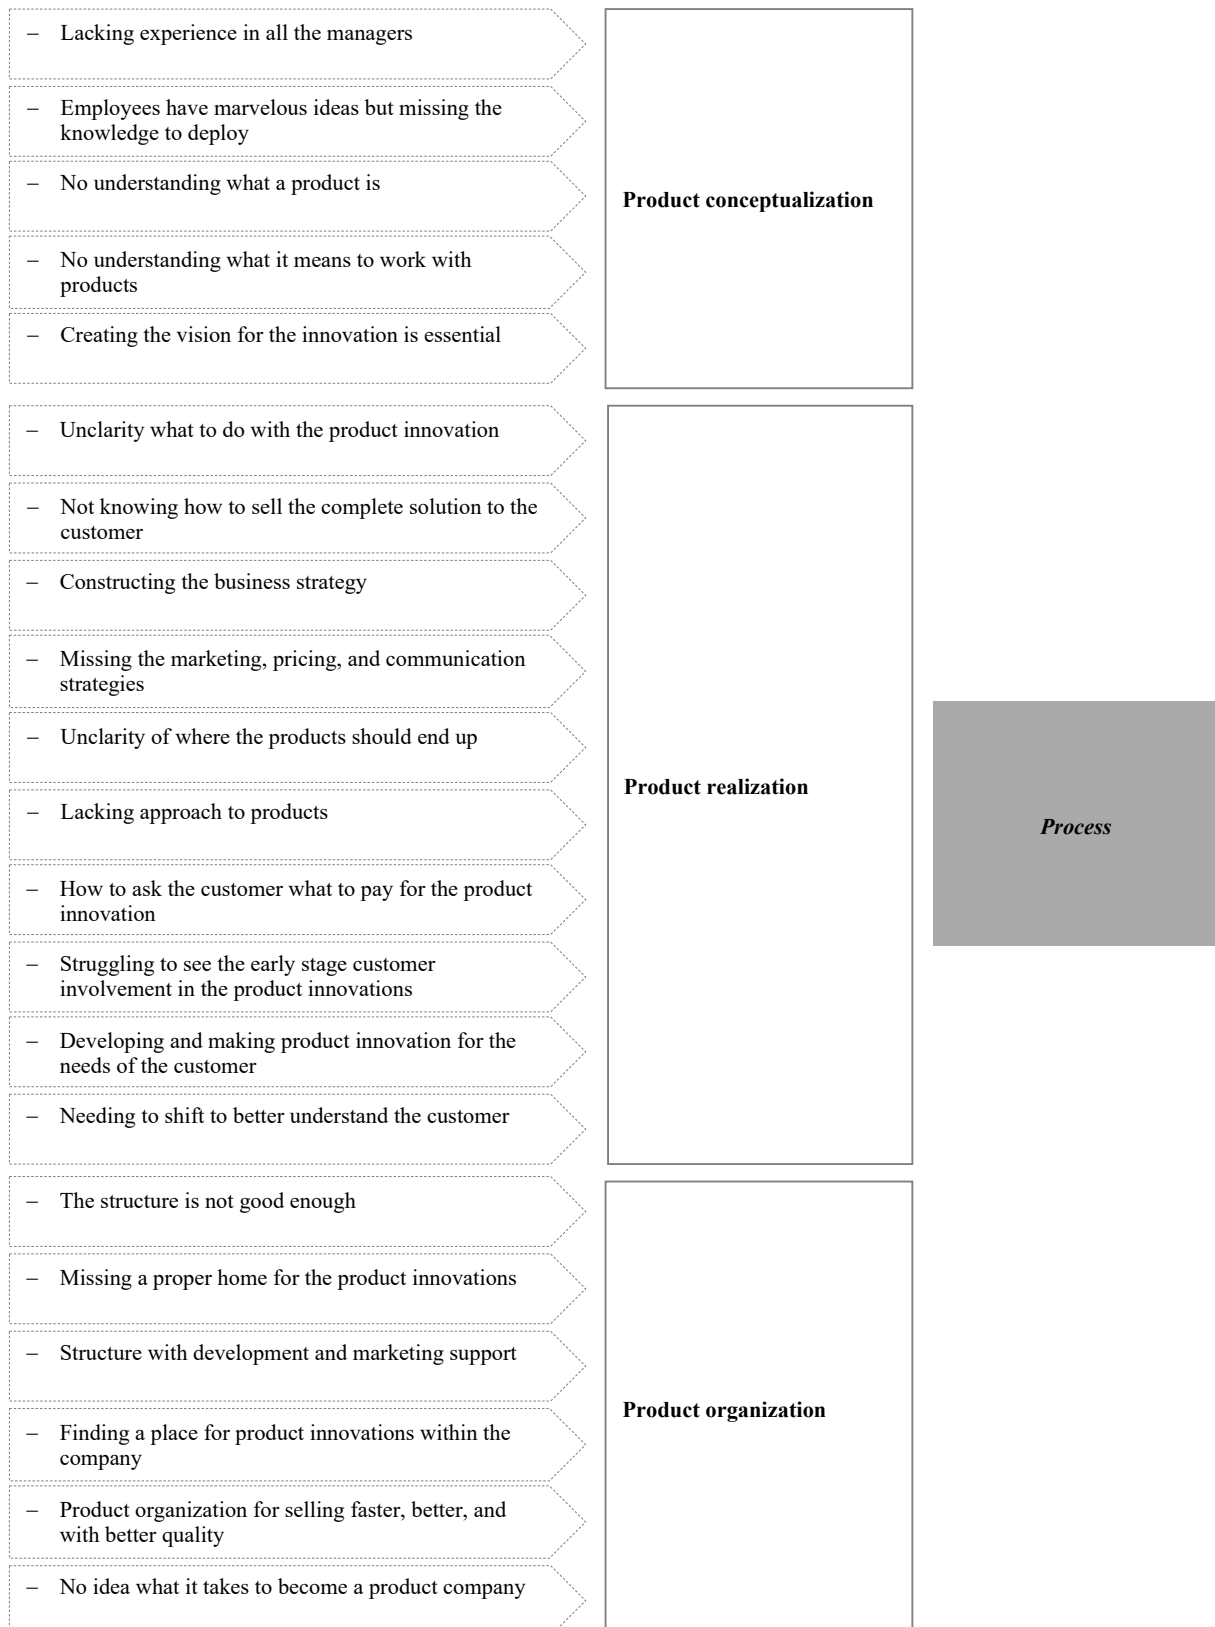 – Lacking experience in all the managers
– Employees have marvelous ideas but missing the
knowledge to deploy
– No understanding what a product is
– No understanding what it means to work with
products
– Creating the vision for the innovation is essential
Product conceptualization
– Unclarity what to do with the product innovation
– Not knowing how to sell the complete solution to the
customer
– Constructing the business strategy
– Missing the marketing, pricing, and communication
strategies
– Unclarity of where the products should end up
– Lacking approach to products
– How to ask the customer what to pay for the product
innovation
– Struggling to see the early stage customer
involvement in the product innovations
– Developing and making product innovation for the
needs of the customer
– Needing to shift to better understand the customer
Product realization
– The structure is not good enough
– Missing a proper home for the product innovations
– Structure with development and marketing support
– Finding a place for product innovations within the
company
– Product organization for selling faster, better, and
with better quality
– No idea what it takes to become a product company
Product organization
Process